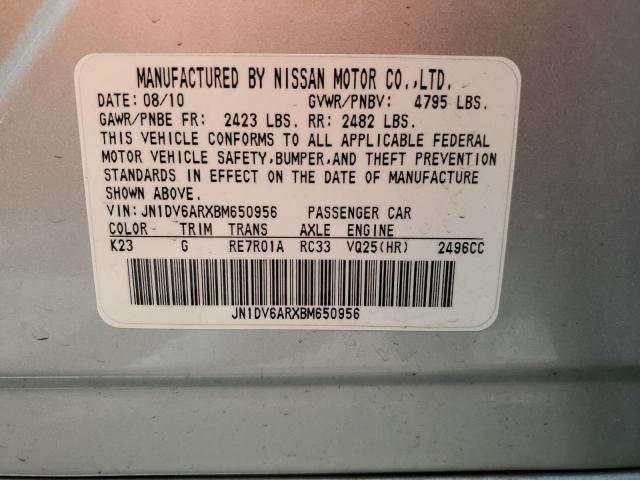 MANUFACTURED BY NISSAN MOTOR CO.,LTD.
DATE: 08/10 GVWR/PNBV: 4795 LBS.
GAWR/PNBE FR: 2423 LBS. RR: 2482 LBS.
THIS VEHICLE CONFORMS TO ALL APPLICABLE FEDERAL
MOTOR VEHICLE SAFETY,BUMPER,AND THEFT PREVENTION
STANDARDS IN EFFECT ON THE DATE OF MANUFACTURE
SHOWN ABOVE.
VIN: JN1DV6ARXBM650956 PASSENGER CAR
COLOR TRIM TRANS AXLE ENGINE
K23 G RE7R01A RC33 VQ25(HR) 2496CC
JN1DV6ARXBM650956